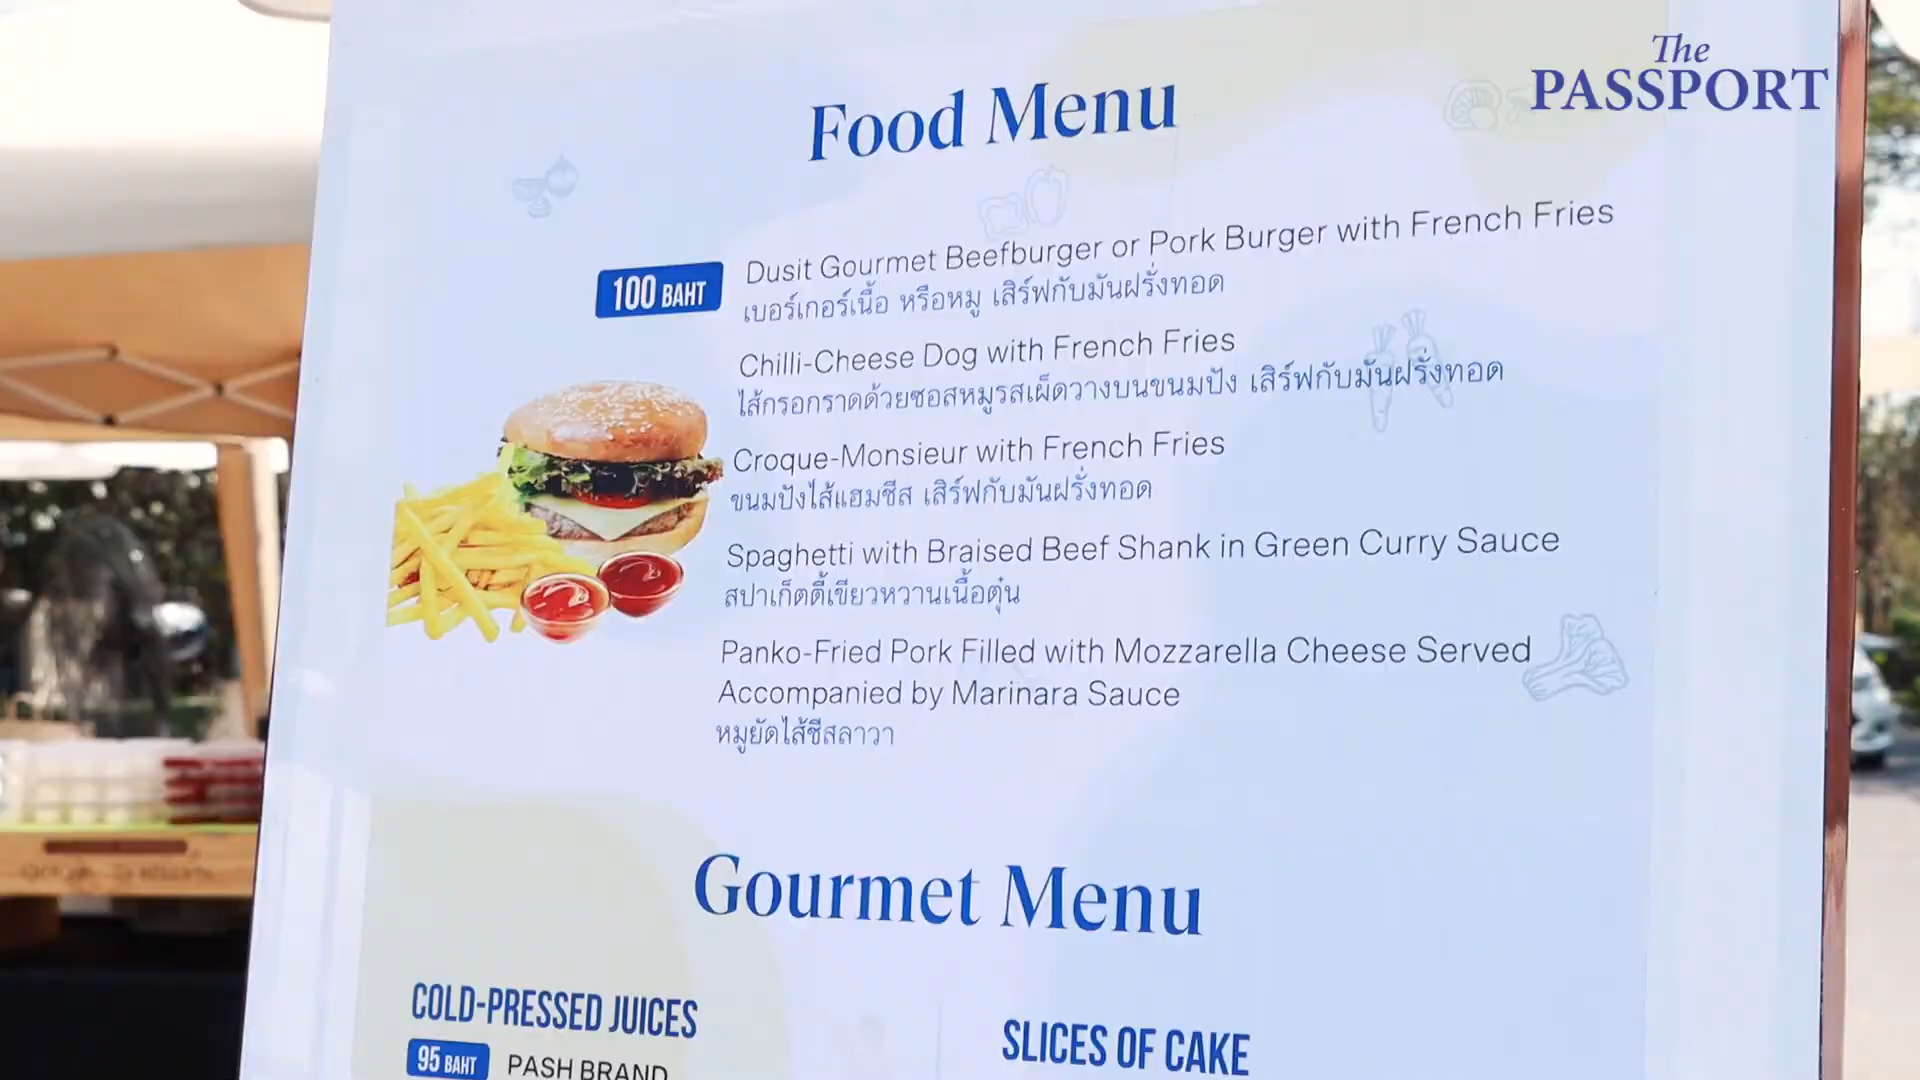 The
PASSPORT
Food Menu
100 BAHT
Dusit Gourmet Beefburger or Pork Burger with French Fries
เบอร์เกอร์เนื้อ หรือหมู เสิร์ฟกับมันฝรั่งทอด
Chilli-Cheese Dog with French Fries
ไส้กรอกราดด้วยซอสหมูรสเผ็ดวางบนขนมปัง เสิร์ฟกับมันฝรั่งทอด
Croque-Monsieur with French Fries
ขนมปังไส้แฮมชีส เสิร์ฟกับมันฝรั่งทอด
Spaghetti with Braised Beef Shank in Green Curry Sauce
สปาเก็ตตี้เขียวหวานเนื้อตุ๋น
Panko-Fried Pork Filled with Mozzarella Cheese Served
Accompanied by Marinara Sauce
หมูยัดไส้ชีสลาวา
Gourmet Menu
COLD-PRESSED JUICES
95 BAHT PASH BRAND
SLICES OF CAKE